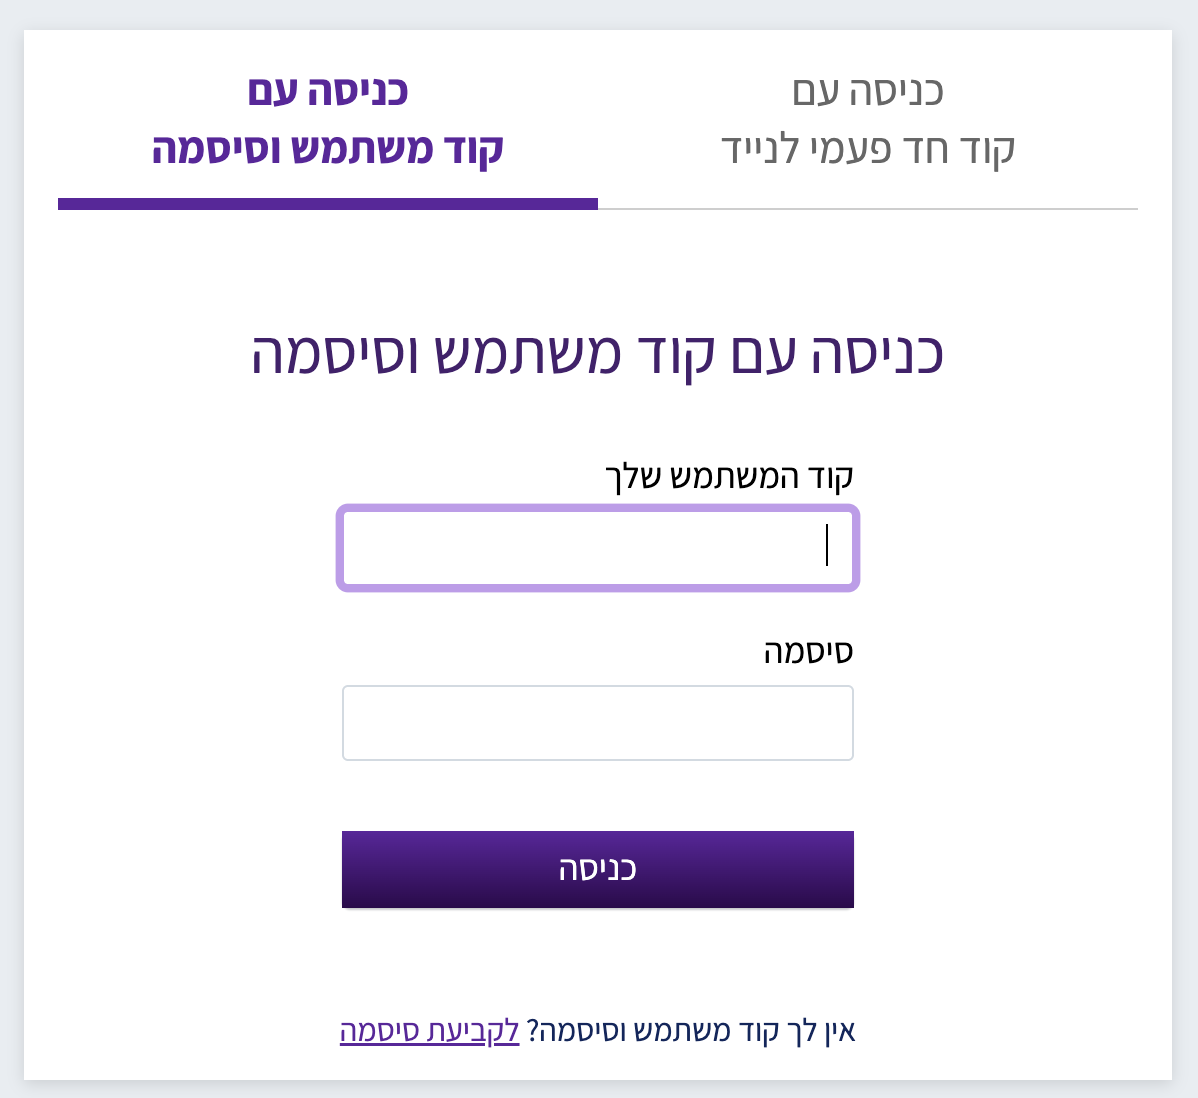 כניסה עם
קוד חד פעמי לנייד
כניסה עם
קוד משתמש וסיסמה
כניסה עם קוד משתמש וסיסמה
קוד המשתמש שלך
סיסמה
כניסה
אין לך קוד משתמש וסיסמה? לקביעת סיסמה